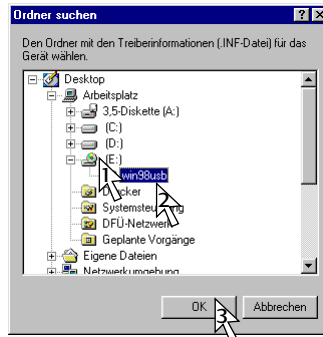 Ordner suchen
Den Ordner mit den Treiberinformationen (.INF-Datei) für das
Gerät wählen.
Desktop
Arbeitsplatz
3,5-Diskette (A:)
(C:)
(D:)
(E:)
1
win98usb
2
Drucker
Systemsteuerung
DFÜ-Netzwerk
Geplante Vorgänge
Eigene Dateien
Netzwerkumgebung
OK
Abbrechen
3